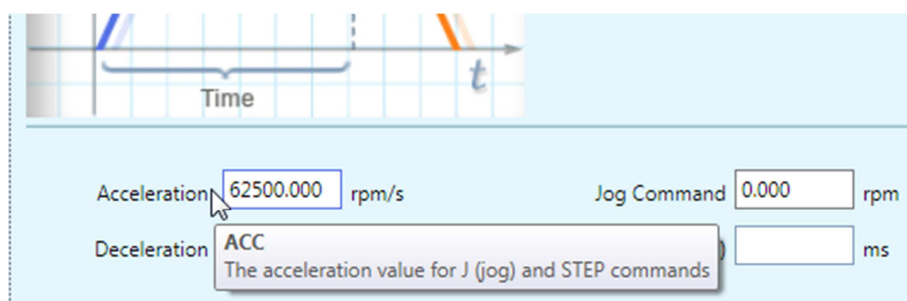 Time
t
Acceleration 62500.000 rpm/s Jog Command 0.000 rpm
Deceleration ) ms
ACC
The acceleration value for J (jog) and STEP commands